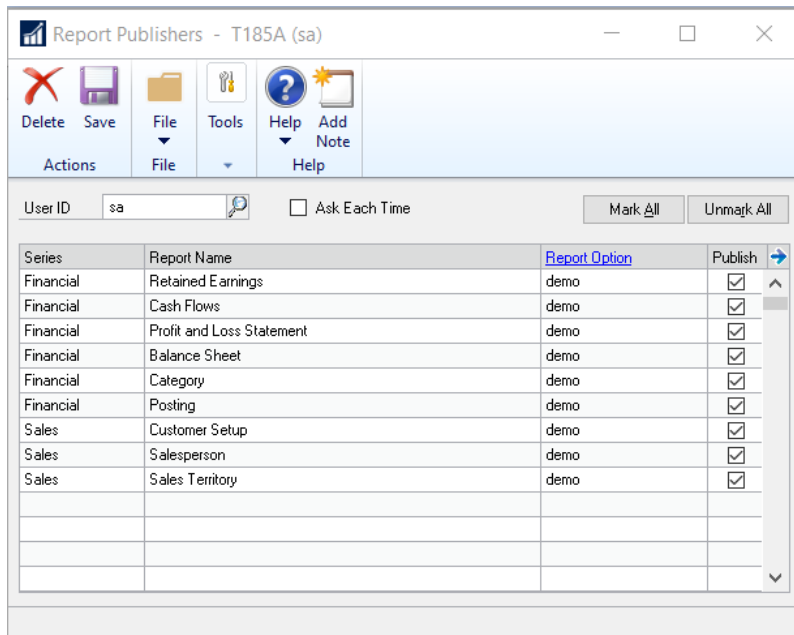 Report Publishers - T185A (sa)
Delete Save File Tools Help Add Note
Actions File Help
User ID sa Ask Each Time Mark All Unmark All
Series Report Name Report Option Publish
Financial Retained Earnings demo
Financial Cash Flows demo
Financial Profit and Loss Statement demo
Financial Balance Sheet demo
Financial Category demo
Financial Posting demo
Sales Customer Setup demo
Sales Salesperson demo
Sales Sales Territory demo